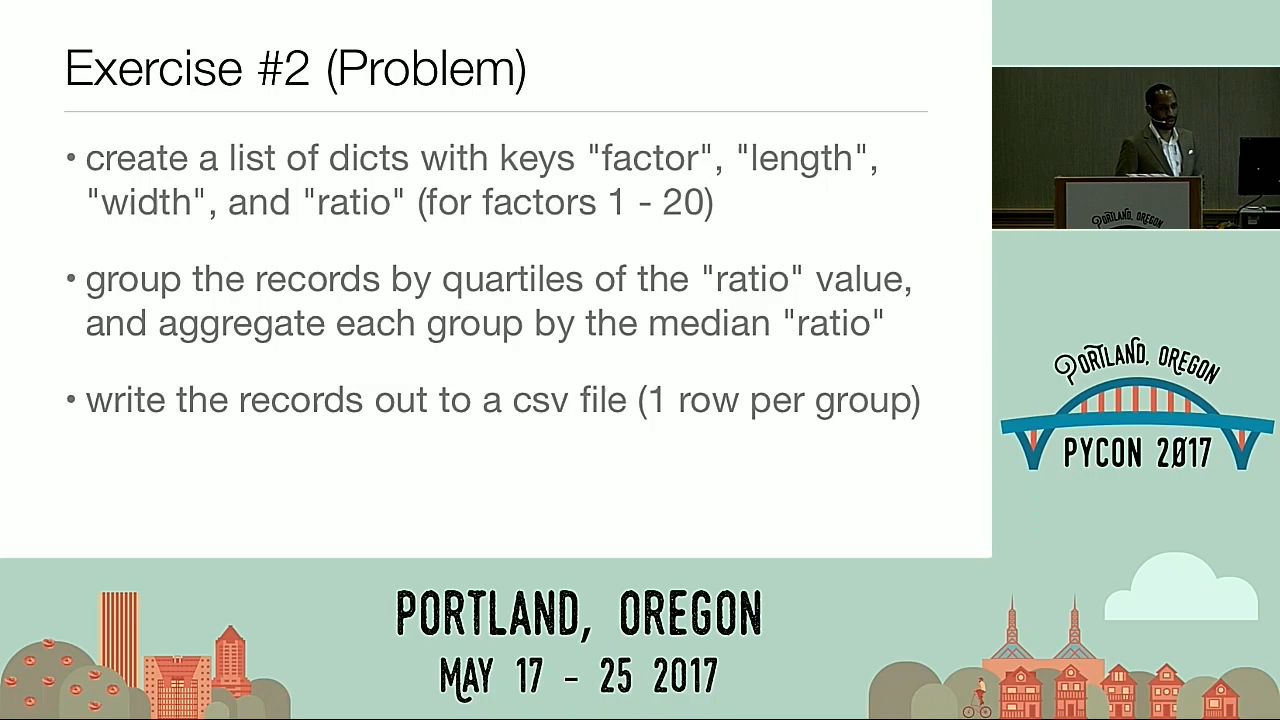 Exercise #2 (Problem)
• create a list of dicts with keys "factor", "length",
"width", and "ratio" (for factors 1 - 20)
• group the records by quartiles of the "ratio" value,
and aggregate each group by the median "ratio"
• write the records out to a csv file (1 row per group)
PORTLAND, OREGON
PORTLAND, OREGON
PYCON 2017
PORTLAND, OREGON
MAY 17 - 25 2017